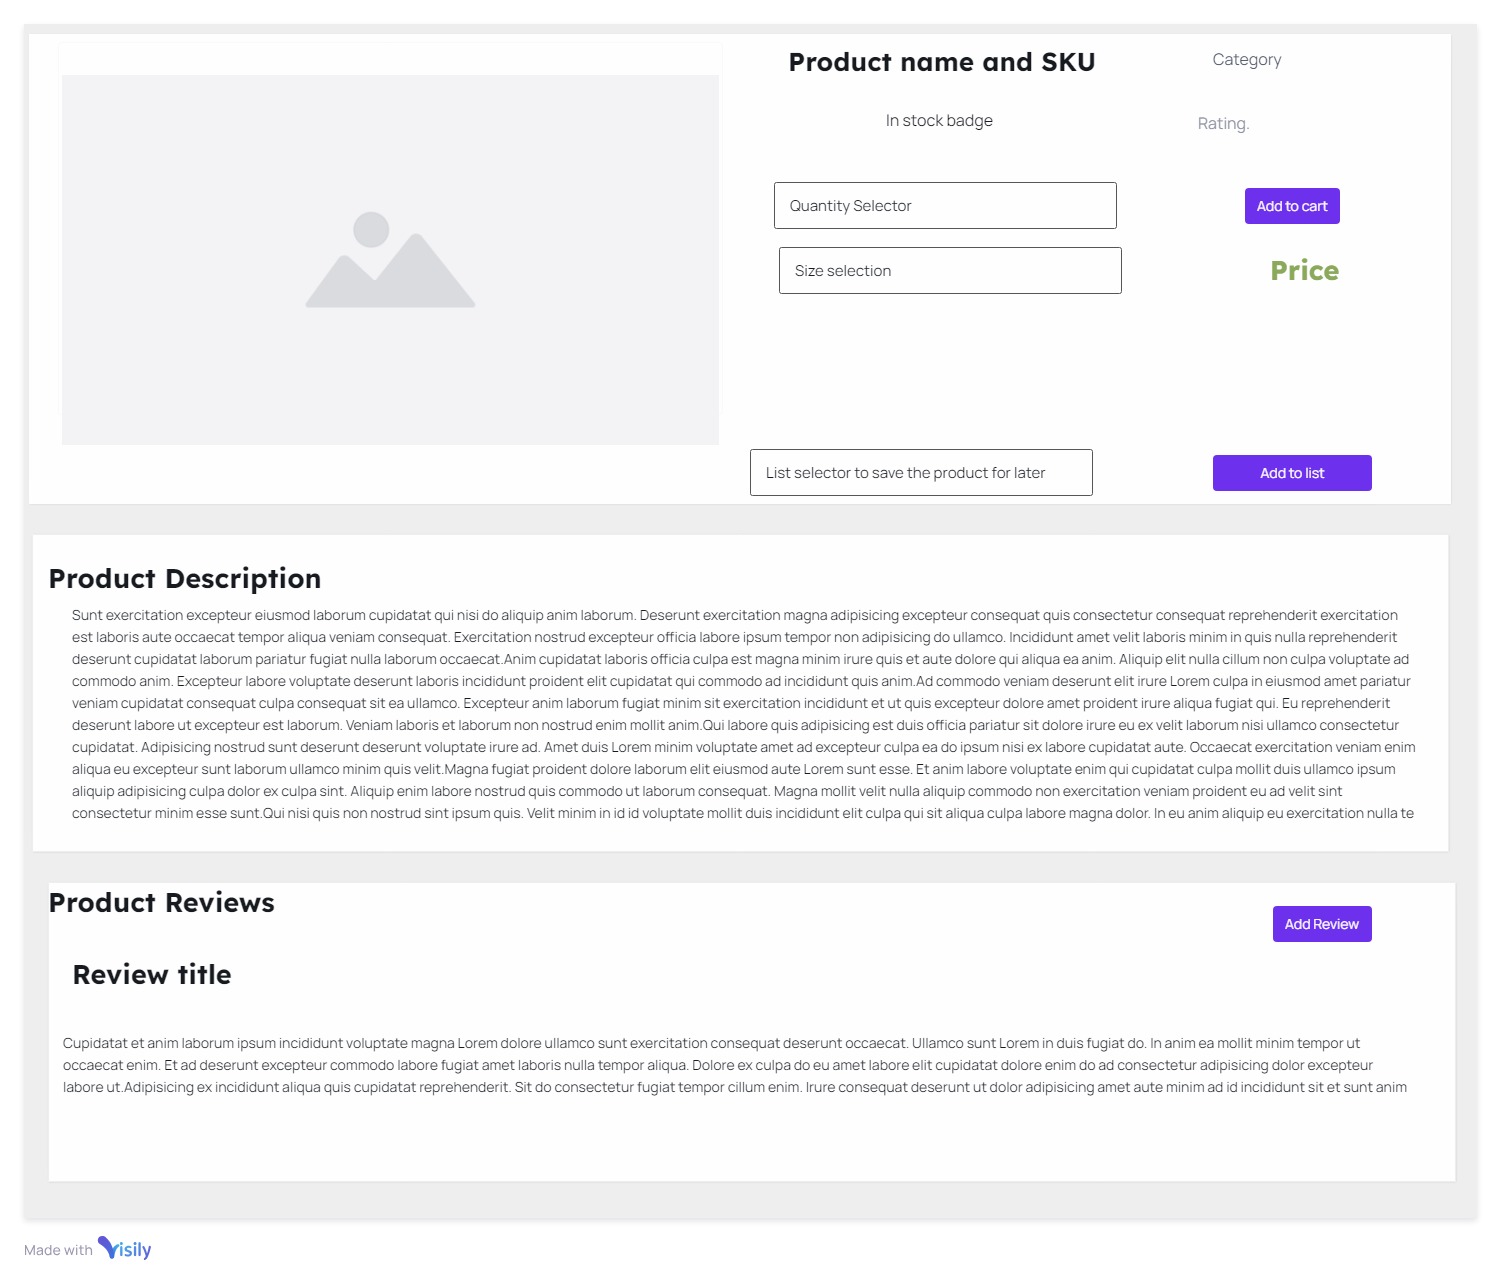 Product name and SKU
Category
In stock badge
Rating.
Quantity Selector
Add to cart
Size selection
Price
List selector to save the product for later
Add to list
Product Description
Sunt exercitation excepteur eiusmod laborum cupidatat qui nisi do aliquip anim laborum. Deserunt exercitation magna adipisicing excepteur consequat quis consectetur consequat reprehenderit exercitation
est laboris aute occaecat tempor aliqua veniam consequat. Exercitation nostrud excepteur officia labore ipsum tempor non adipisicing do ullamco. Incididunt amet velit laboris minim in quis nulla reprehenderit
deserunt cupidatat laborum pariatur fugiat nulla laborum occaecat.Anim cupidatat laboris officia culpa est magna minim irure quis et aute dolore qui aliqua ea anim. Aliquip elit nulla cillum non culpa voluptate ad
commodo anim. Excepteur labore voluptate deserunt laboris incididunt proident elit cupidatat qui commodo ad incididunt quis anim.Ad commodo veniam deserunt elit irure Lorem culpa in eiusmod amet pariatur
veniam cupidatat consequat culpa consequat sit ea ullamco. Excepteur anim laborum fugiat minim sit exercitation incididunt et ut quis excepteur dolore amet proident irure aliqua fugiat qui. Eu reprehenderit
deserunt labore ut excepteur est laborum. Veniam laboris et laborum non nostrud enim mollit anim.Qui labore quis adipisicing est duis officia pariatur sit dolore irure eu ex velit laborum nisi ullamco consectetur
cupidatat. Adipisicing nostrud sunt deserunt deserunt voluptate irure ad. Amet duis Lorem minim voluptate amet ad excepteur culpa ea do ipsum nisi ex labore cupidatat aute. Occaecat exercitation veniam enim
aliqua eu excepteur sunt laborum ullamco minim quis velit.Magna fugiat proident dolore laborum elit eiusmod aute Lorem sunt esse. Et anim labore voluptate enim qui cupidatat culpa mollit duis ullamco ipsum
aliquip adipisicing culpa dolor ex culpa sint. Aliquip enim labore nostrud quis commodo ut laborum consequat. Magna mollit velit nulla aliquip commodo non exercitation veniam proident eu ad velit sint
consectetur minim esse sunt.Qui nisi quis non nostrud sint ipsum quis. Velit minim in id id voluptate mollit duis incididunt elit culpa qui sit aliqua culpa labore magna dolor. In eu anim aliquip eu exercitation nulla te
Product Reviews
Add Review
Review title
Cupidatat et anim laborum ipsum incididunt voluptate magna Lorem dolore ullamco sunt exercitation consequat deserunt occaecat. Ullamco sunt Lorem in duis fugiat do. In anim ea mollit minim tempor ut
occaecat enim. Et ad deserunt excepteur commodo labore fugiat amet laboris nulla tempor aliqua. Dolore ex culpa do eu amet labore elit cupidatat dolore enim do ad consectetur adipisicing dolor excepteur
labore ut.Adipisicing ex incididunt aliqua quis cupidatat reprehenderit. Sit do consectetur fugiat tempor cillum enim. Irure consequat deserunt ut dolor adipisicing amet aute minim ad id incididunt sit et sunt anim
Made with Visily